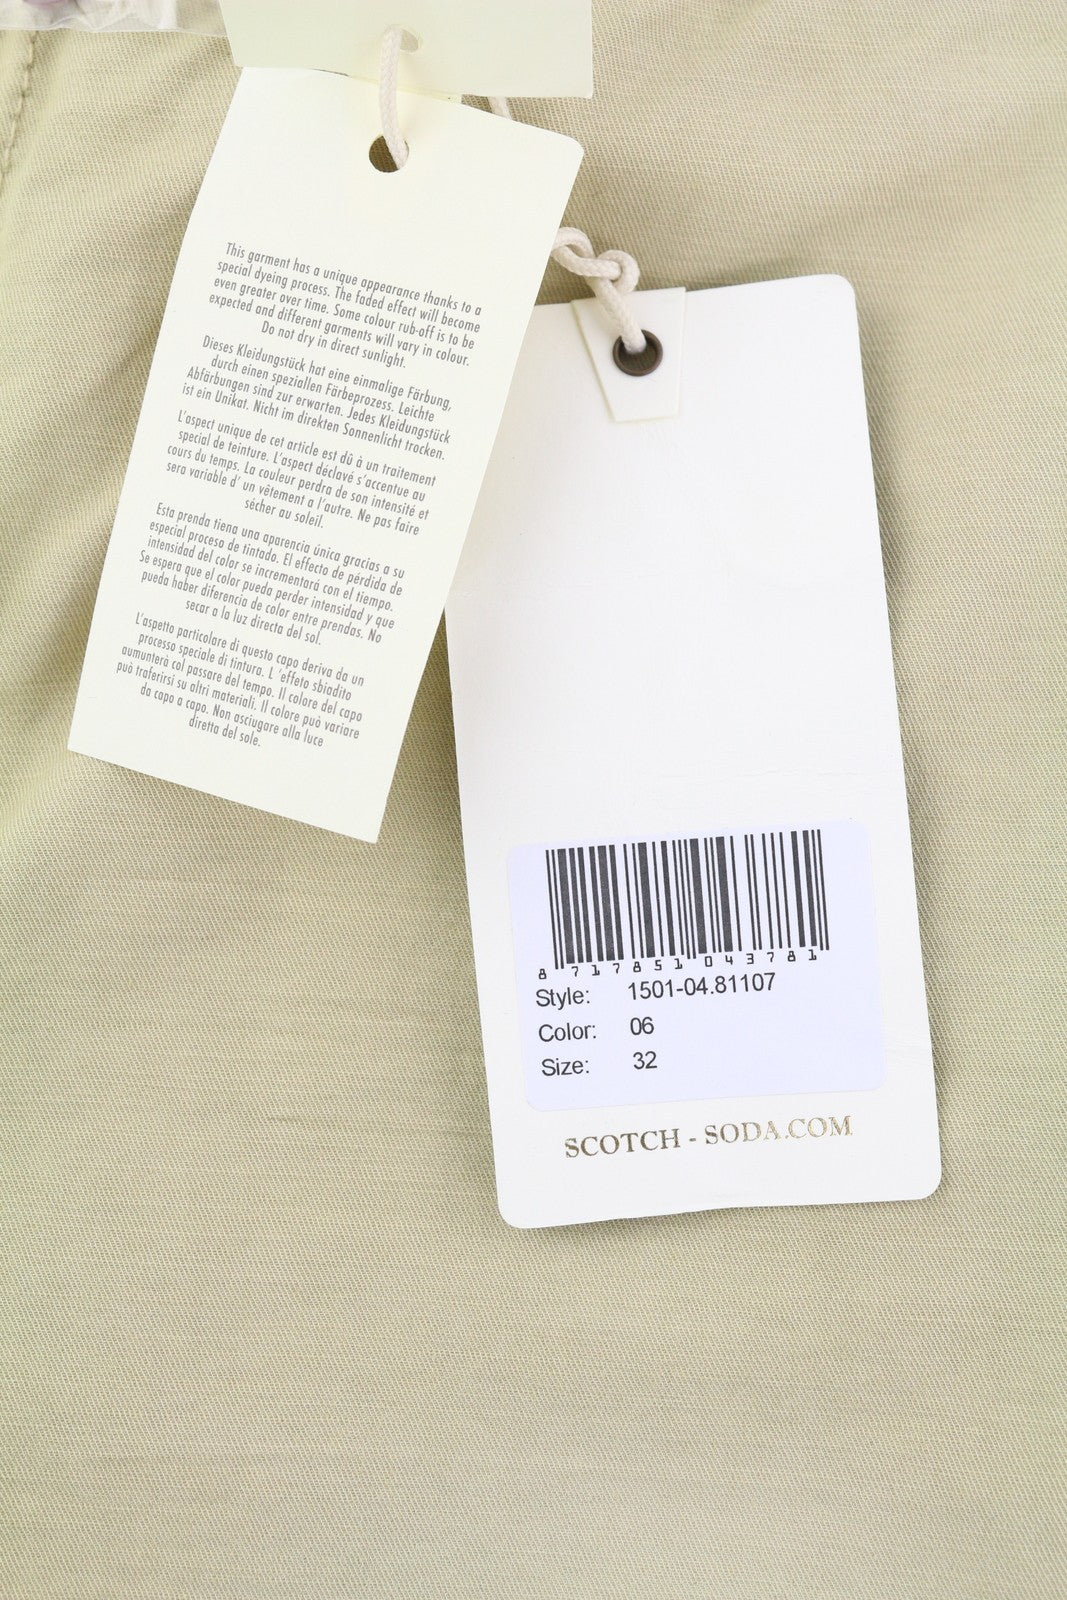 This garment has a unique appearance thanks to a
special dyeing process. The faded effect will become
even greater over time. Some colour rub-off is to be
expected and different garments will vary in colour.
Do not dry in direct sunlight.
Dieses Kleidungstück hat eine einmalige Färbung,
durch einen speziallen Färbeprozess. Leichte
Abfärbungen sind zur erwarten. Jedes Kleidungstück
ist ein Unikat. Nicht im direkten Sonnenlicht trocken.
L'aspect unique de cet article est dû à un traitement
special de teinture. L'aspect déclavé s'accentue au
cours du temps. La couleur perdra de son intensité et
sera variable d' un vêtement a l'autre. Ne pas faire
sécher au soleil.
Esta prenda tiena una aparencia única gracias a su
especial proceso de tintado. El effecto de pérdida de
intensidad del color se incrementará con el tiempo.
Se espera que el color pueda perder intensidad y que
pueda haber diferencia de color entre prendas. No
secar a la luz directa del sol.
L'aspetto particolare di questo capo deriva da un
processo speciale di tintura. L 'effeto sbiadito
aumunterà col passare del tempo. Il colore del capo
può traferirsi su altri materiali. Il colore può variare
da capo a capo. Non asciugare alla luce
diretta del sole.
8 717851 043781
Style: 1501-04.81107
Color: 06
Size: 32
SCOTCH - SODA.COM